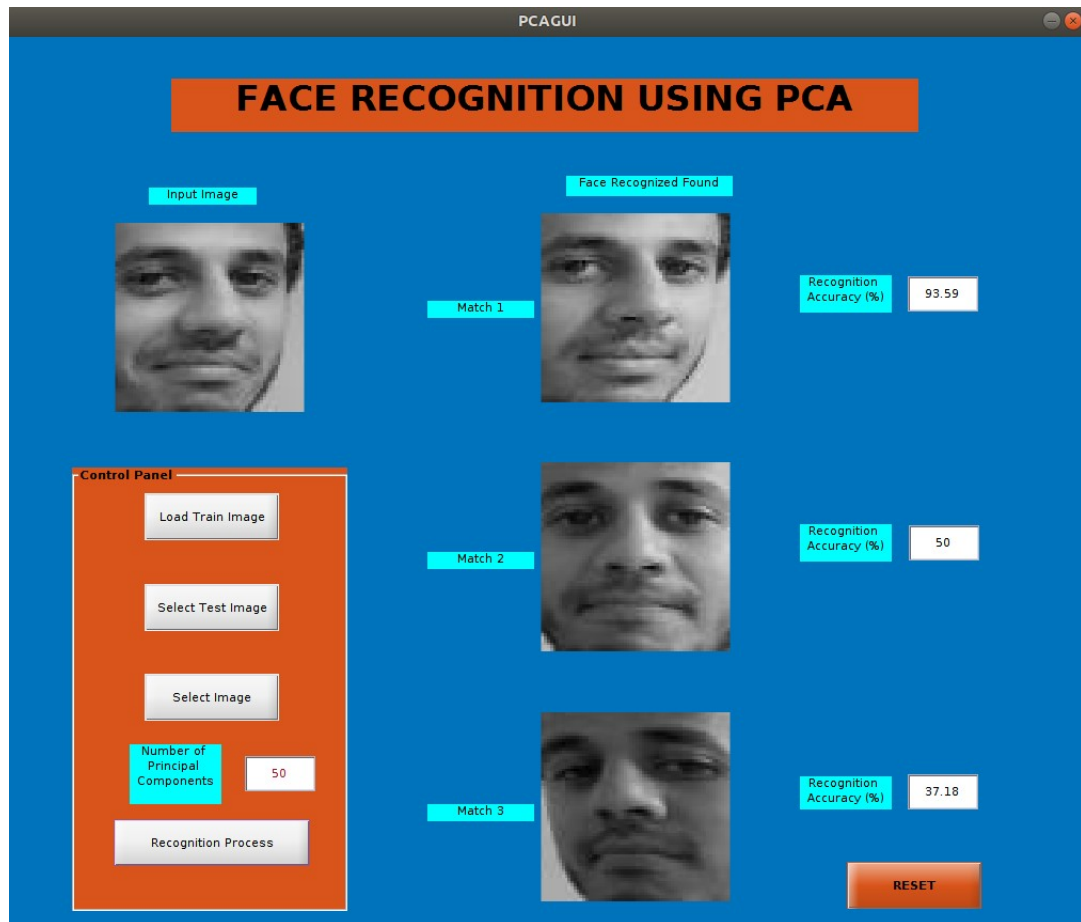 PCAGUI
FACE RECOGNITION USING PCA
Input Image
Face Recognized Found
Match 1
Recognition
Accuracy (%)
93.59
Control Panel
Load Train Image
Select Test Image
Select Image
Number of
Principal
Components
50
Recognition Process
Match 2
Recognition
Accuracy (%)
50
Match 3
Recognition
Accuracy (%)
37.18
RESET